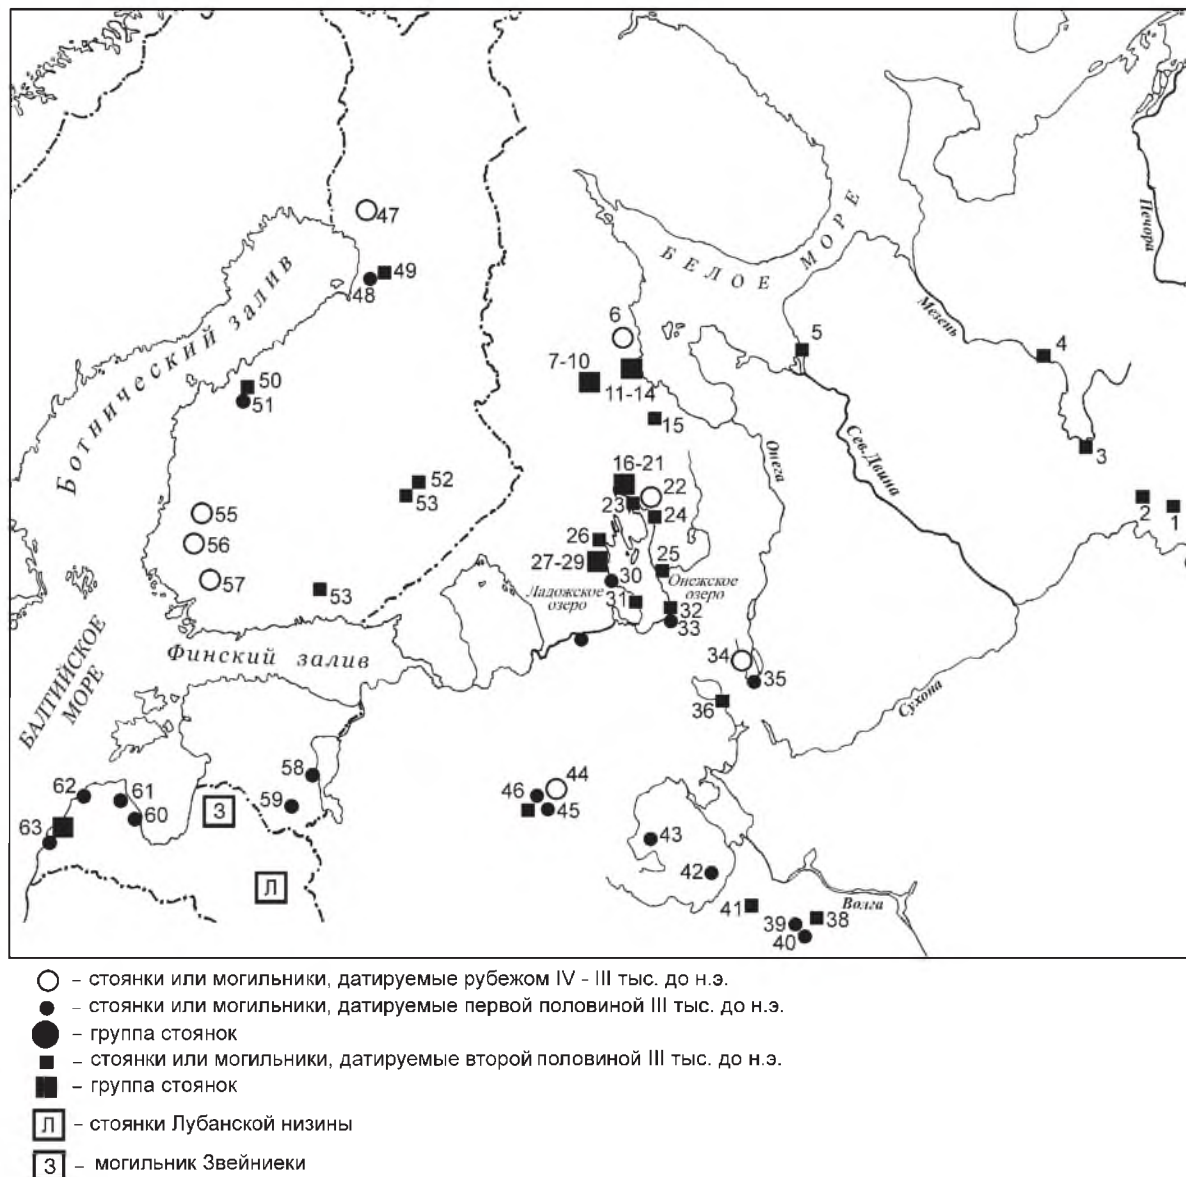 47
49
48
Ботнический залив
50
51
52
53
55
56
57
53
БЕЛОЕ МОРЕ
Печора
Мезень
6
5
4
7-10
11-14
15
Онега
Сев.Двина
3
2
1
16-21
22
23
24
26
25
27-29
30
Онежское
озеро
Ладожское
озеро
31
32
33
34
35
36
Сухона
Финский залив
БАЛТИЙСКОЕ
МОРЕ
58
59
62
61
60
63
З
Л
44
46
45
43
42
41
Волга
39
38
40
– стоянки или могильники, датируемые рубежом IV - III тыс. до н.э.
– стоянки или могильники, датируемые первой половиной III тыс. до н.э.
– группа стоянок
– стоянки или могильники, датируемые второй половиной III тыс. до н.э.
– группа стоянок
Л – стоянки Лубанской низины
З – могильник Звейниеки